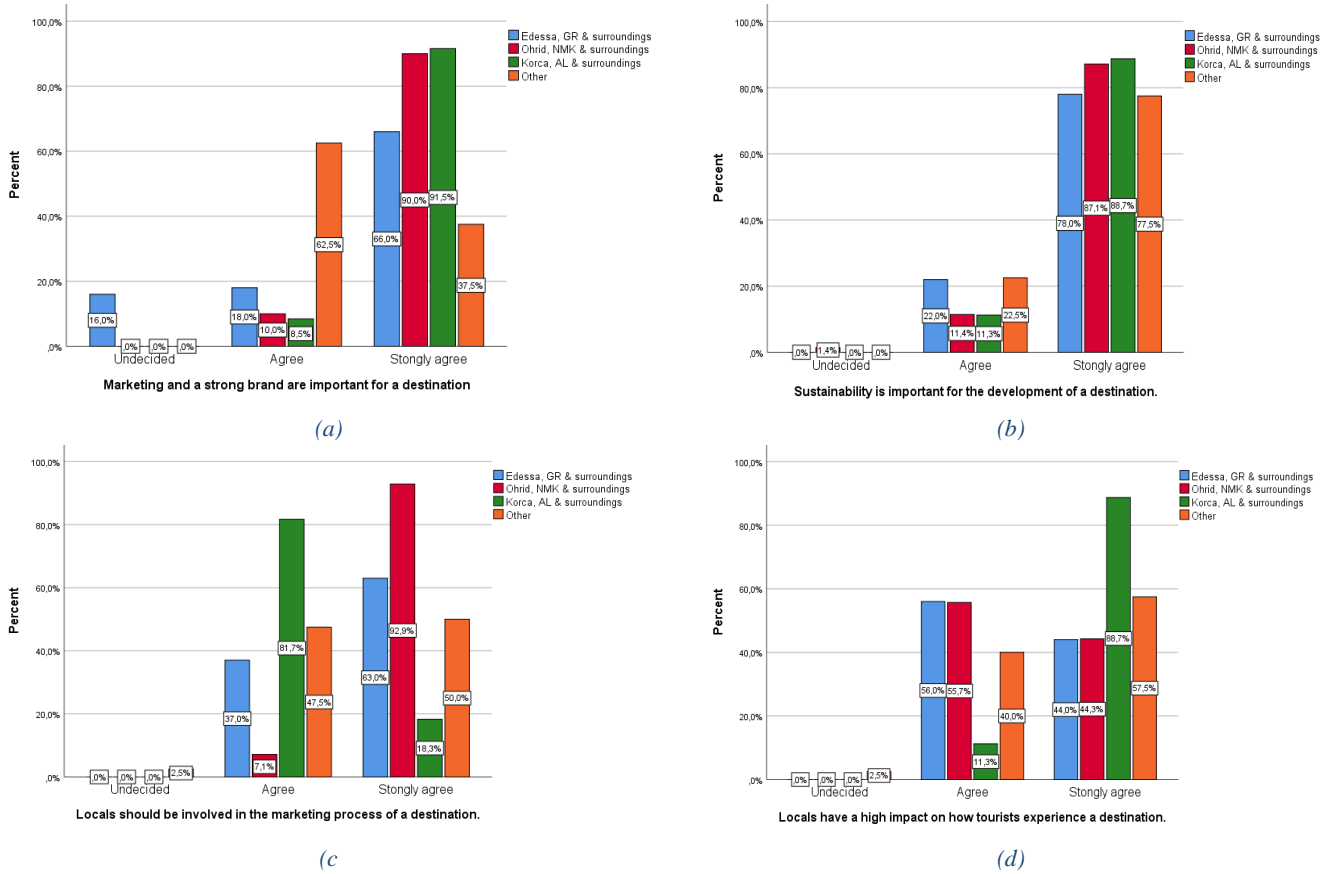 100,0%
80,0%
60,0%
40,0%
20,0%
,0%
Percent
16,0%
,0%
,0%
,0%
18,0%
10,0%
8,5%
62,5%
66,0%
90,0%
91,5%
37,5%
Undecided
Agree
Stongly agree
Marketing and a strong brand are important for a destination
Edessa, GR & surroundings
Ohrid, NMK & surroundings
Korca, AL & surroundings
Other
(a)
100,0%
80,0%
60,0%
40,0%
20,0%
,0%
Percent
,0%
1,4%
,0%
,0%
22,0%
11,4%
11,3%
22,5%
78,0%
87,1%
88,7%
77,5%
Undecided
Agree
Stongly agree
Sustainability is important for the development of a destination.
Edessa, GR & surroundings
Ohrid, NMK & surroundings
Korca, AL & surroundings
Other
(b)
100,0%
80,0%
60,0%
40,0%
20,0%
,0%
Percent
,0%
,0%
,0%
2,5%
37,0%
7,1%
81,7%
47,5%
63,0%
92,9%
18,3%
50,0%
Undecided
Agree
Stongly agree
Locals should be involved in the marketing process of a destination.
Edessa, GR & surroundings
Ohrid, NMK & surroundings
Korca, AL & surroundings
Other
(c
100,0%
80,0%
60,0%
40,0%
20,0%
,0%
Percent
,0%
,0%
,0%
2,5%
56,0%
55,7%
11,3%
40,0%
44,0%
44,3%
88,7%
57,5%
Undecided
Agree
Stongly agree
Locals have a high impact on how tourists experience a destination.
Edessa, GR & surroundings
Ohrid, NMK & surroundings
Korca, AL & surroundings
Other
(d)